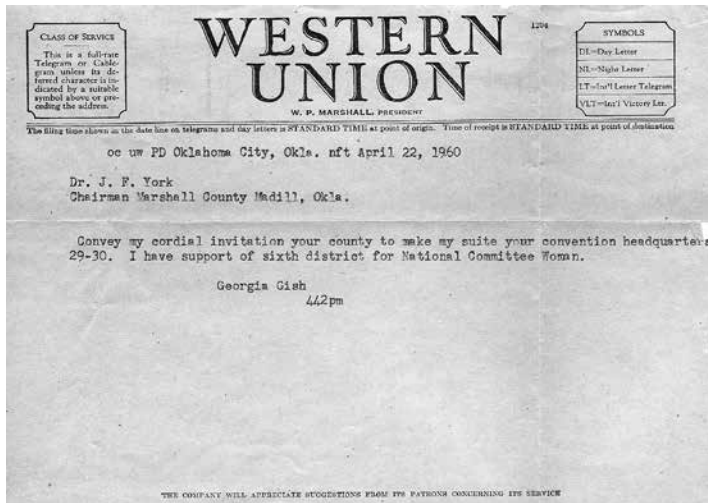 CLASS OF SERVICE
This is a full-rate
Telegram or Cable-
gram unless its de-
ferred character is in-
dicated by a suitable
symbol above or pre-
ceding the address.
WESTERN
UNION
W. P. MARSHALL, PRESIDENT
1204
SYMBOLS
DL=Day Letter
NL=Night Letter
LT=Int'l Letter Telegram
VLT=Int'l Victory Ltr.
The filing time shown in the date line on telegrams and day letters is STANDARD TIME at point of origin. Time of receipt is STANDARD TIME at point of destination
oc uw PD Oklahoma City, Okla. nft April 22, 1960
Dr. J. F. York
Chairman Marshall County Madill, Okla.
Convey my cordial invitation your county to make my suite your convention headquarters
29-30. I have support of sixth district for National Committee Woman.
Georgia Gish
442pm
THE COMPANY WILL APPRECIATE SUGGESTIONS FROM ITS PATRONS CONCERNING ITS SERVICE